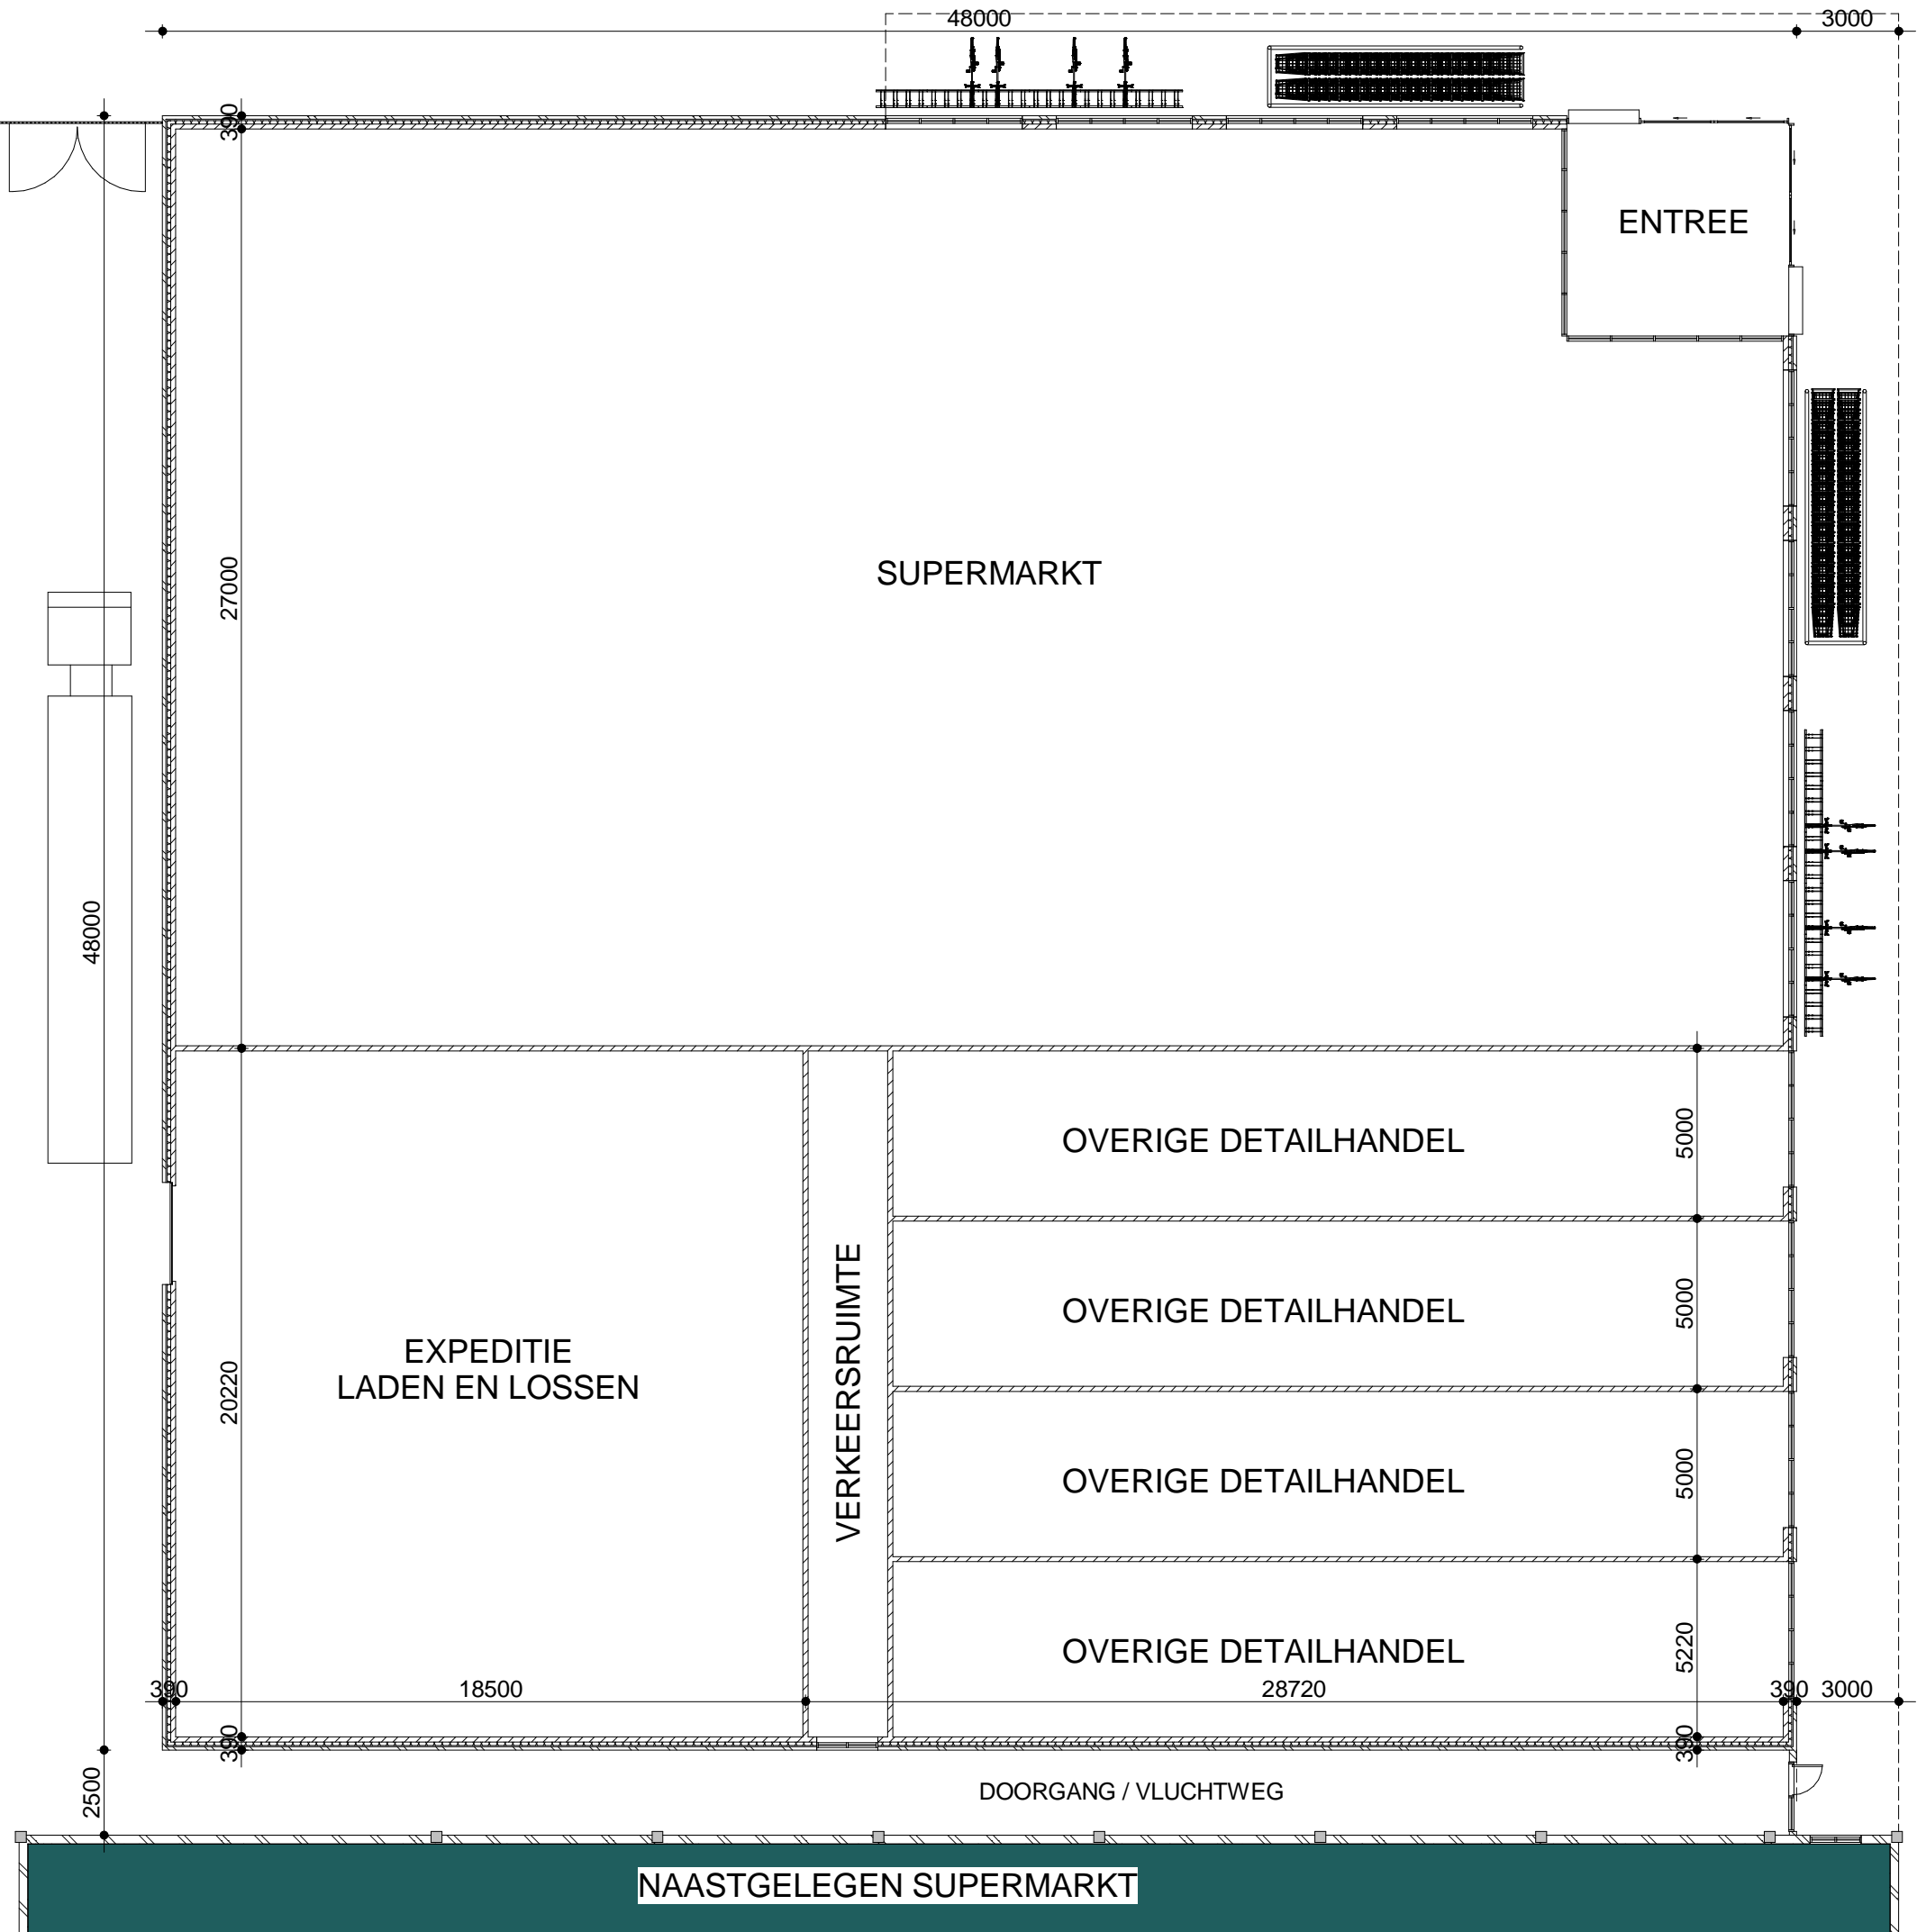 48000
3000
390
ENTREE
27000
SUPERMARKT
48000
OVERIGE DETAILHANDEL
5000
OVERIGE DETAILHANDEL
5000
VERKEERSRUIMTE
EXPEDITIE
LADEN EN LOSSEN
20220
OVERIGE DETAILHANDEL
5000
OVERIGE DETAILHANDEL
5220
390
18500
28720
390
3000
390
390
2500
DOORGANG / VLUCHTWEG
NAASTGELEGEN SUPERMARKT